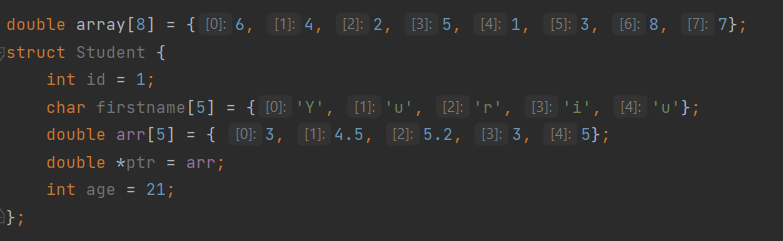 double array[8] = {[0]: 6, [1]: 4, [2]: 2, [3]: 5, [4]: 1, [5]: 3, [6]: 8, [7]: 7};
struct Student {
    int id = 1;
    char firstname[5] = {[0]: 'Y', [1]: 'u', [2]: 'r', [3]: 'i', [4]: 'u'};
    double arr[5] = { [0]: 3, [1]: 4.5, [2]: 5.2, [3]: 3, [4]: 5};
    double *ptr = arr;
    int age = 21;
};